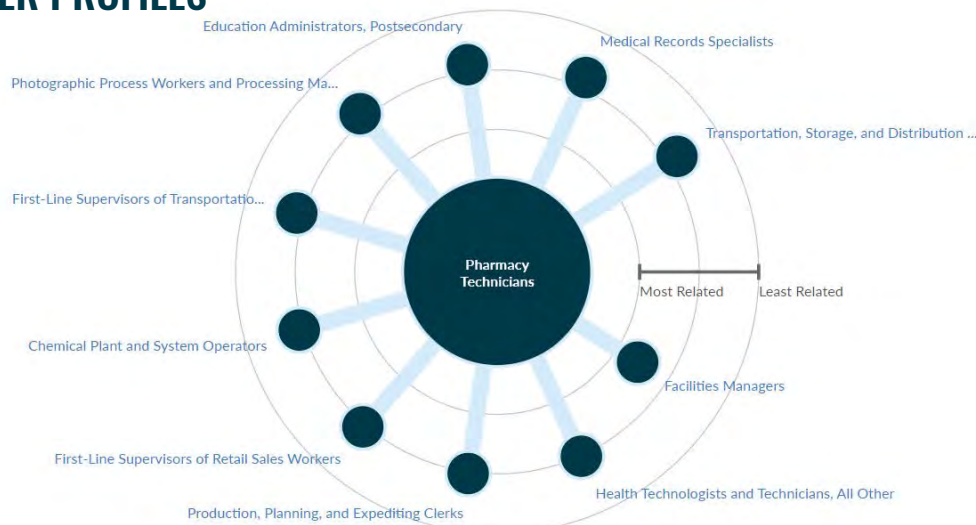 ER PROFILES
Education Administrators, Postsecondary
Medical Records Specialists
Photographic Process Workers and Processing Ma...
Transportation, Storage, and Distribution ...
First-Line Supervisors of Transportatio...
Pharmacy
Technicians
Most Related
Least Related
Chemical Plant and System Operators
Facilities Managers
First-Line Supervisors of Retail Sales Workers
Health Technologists and Technicians, All Other
Production, Planning, and Expediting Clerks